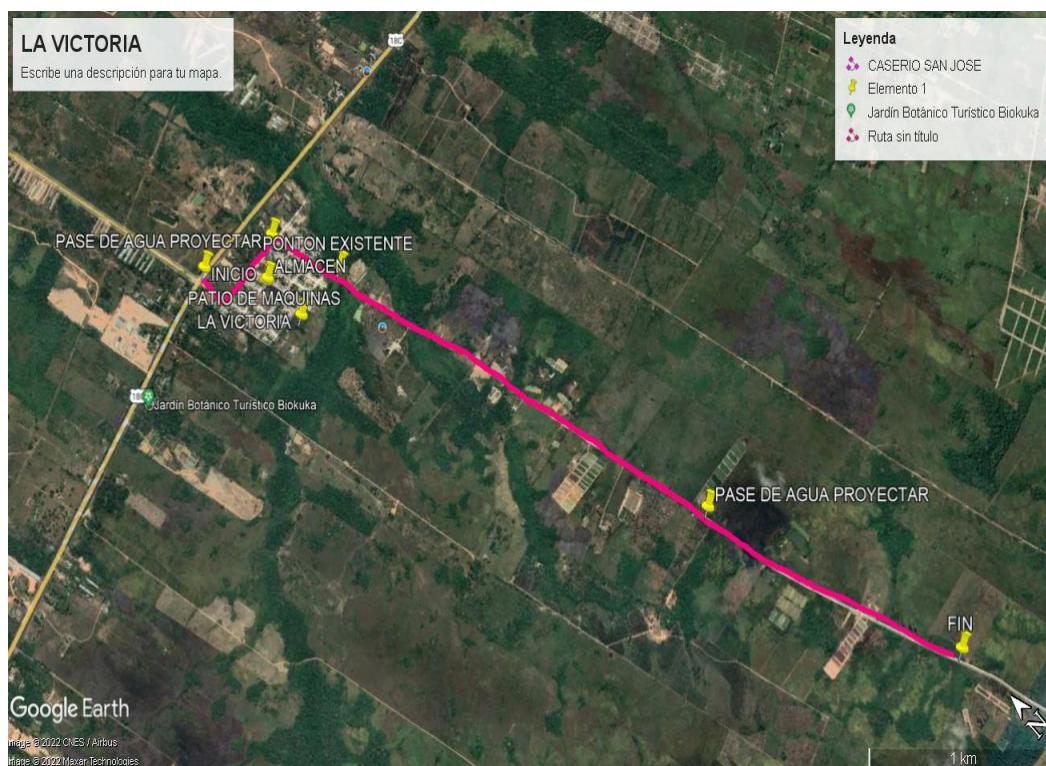 LA VICTORIA
Escribe una descripción para tu mapa.
Leyenda
CASERIO SAN JOSE
Elemento 1
Jardín Botánico Turístico Biokuka
Ruta sin título
18C
PASE DE AGUA PROYECTAR
PONTON EXISTENTE
INICIO
ALMACEN
PATIO DE MAQUINAS
LA VICTORIA
Jardín Botánico Turístico Biokuka
PASE DE AGUA PROYECTAR
FIN
Google Earth
Image © 2022 CNES / Airbus
Image © 2022 Maxar Technologies
N
1 km